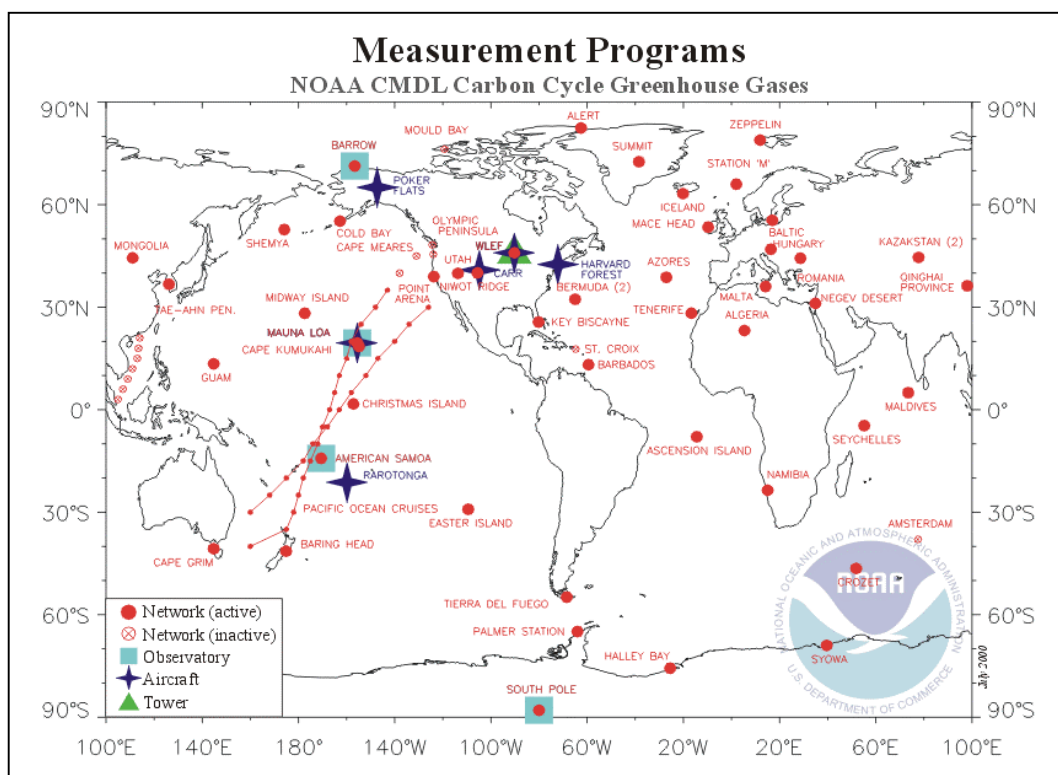 Measurement Programs
NOAA CMDL Carbon Cycle Greenhouse Gases
90°N
60°N
30°N
0°
30°S
60°S
90°S
90°N
60°N
30°N
0°
30°S
60°S
90°S
ALERT
ZEPPELIN
MOULD BAY
BARROW
SUMMIT
STATION 'M'
POKER
FLATS
ICELAND
OLYMPIC
PENINSULA
COLD BAY
MACE HEAD
SHEMYA
CAPE MEARES
WLEF
BALTIC
MONGOLIA
HUNGARY
KAZAKSTAN (2)
UTAH
HARVARD
FOREST
AZORES
CARR
NIWOT RIDGE
BERMUDA (2)
ROMANIA
QINGHAI
PROVINCE
POINT
ARENA
MALTA
NEGEV DESERT
MIDWAY ISLAND
TAE-AHN PEN.
TENERIFE
ALGERIA
KEY BISCAYNE
MAUNA LOA
CAPE KUMUKAHI
ST. CROIX
BARBADOS
GUAM
CHRISTMAS ISLAND
MALDIVES
SEYCHELLES
ASCENSION ISLAND
AMERICAN SAMOA
RAROTONGA
NAMIBIA
PACIFIC OCEAN CRUISES
EASTER ISLAND
AMSTERDAM
BARING HEAD
CAPE GRIM
CROZET
TIERRA DEL FUEGO
PALMER STATION
HALLEY BAY
SYOWA
SOUTH POLE
NATIONAL OCEANIC AND ATMOSPHERIC ADMINISTRATION
NOAA
U.S. DEPARTMENT OF COMMERCE
July 2000
Network (active)
Network (inactive)
Observatory
Aircraft
Tower
100°E
140°E
180°
140°W
100°W
60°W
20°W
20°E
60°E
100°E